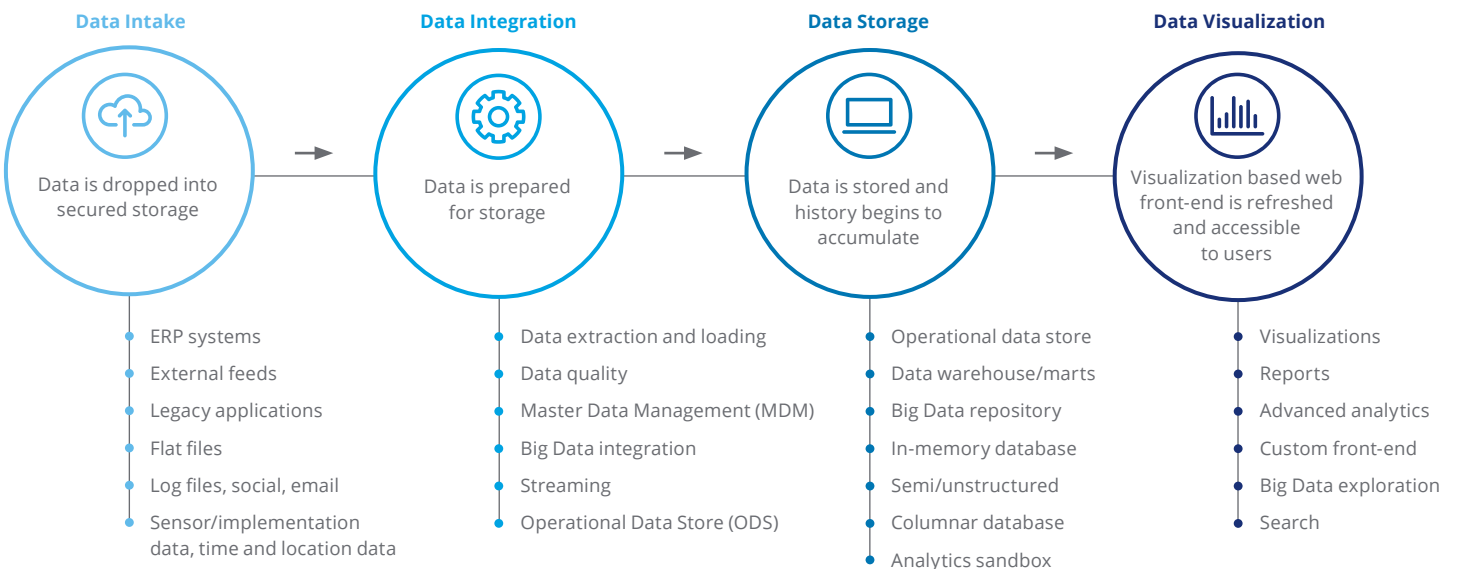 Data Intake
Data is dropped into
secured storage
ERP systems
External feeds
Legacy applications
Flat files
Log files, social, email
Sensor/implementation
data, time and location data
Data Integration
Data is prepared
for storage
Data extraction and loading
Data quality
Master Data Management (MDM)
Big Data integration
Streaming
Operational Data Store (ODS)
Data Storage
Data is stored and
history begins to
accumulate
Operational data store
Data warehouse/marts
Big Data repository
In-memory database
Semi/unstructured
Columnar database
Analytics sandbox
Data Visualization
Visualization based web
front-end is refreshed
and accessible
to users
Visualizations
Reports
Advanced analytics
Custom front-end
Big Data exploration
Search